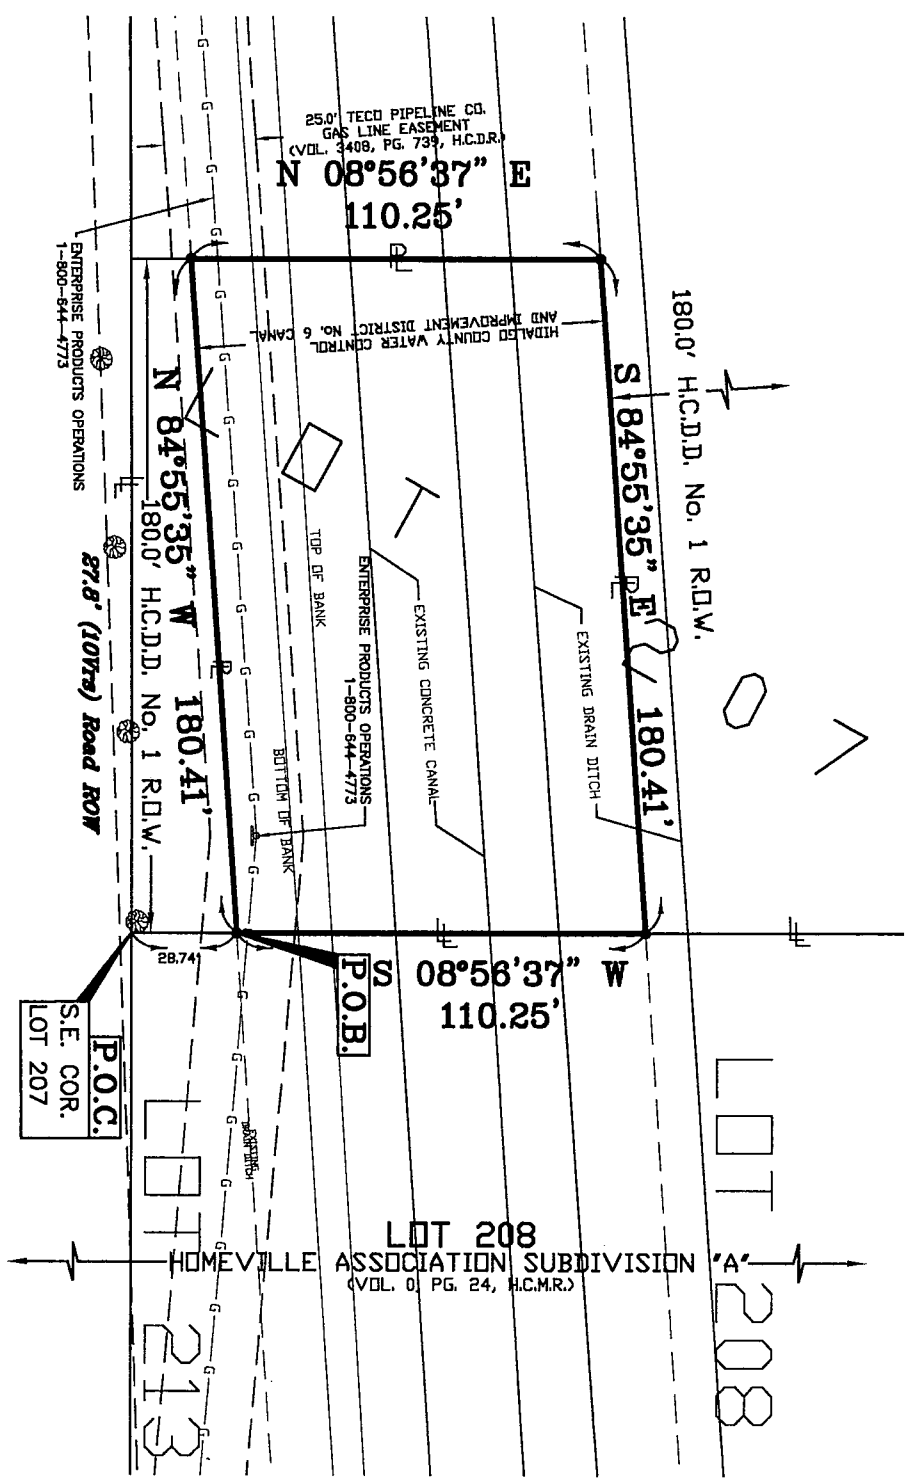 25.0' TECO PIPELINE CO.
GAS LINE EASEMENT
(VOL. 3408, PG. 739, H.C.D.R.)
N 08°56'37" E
110.25'
ENTERPRISE PRODUCTS OPERATIONS
1-800-644-4773
HIDALGO COUNTY WATER CONTROL
AND IMPROVEMENT DISTRICT No. 6 CANAL
180.0' H.C.D.D. No. 1 R.O.W.
S 84°55'35" E 180.41'
N 84°55'35" W 180.41'
180.0' H.C.D.D. No. 1 R.O.W.
27.8' (10Vrs) Road ROW
TOP OF BANK
ENTERPRISE PRODUCTS OPERATIONS
1-800-644-4773
EXISTING CONCRETE CANAL
EXISTING DRAIN DITCH
BOTTOM OF BANK
LOT 207
28.74'
P.O.B.
S 08°56'37" W
110.25'
P.O.C.
S.E. COR.
LOT 207
EXISTING
DRAIN DITCH
LOT 208
HOMEVILLE ASSOCIATION SUBDIVISION "A"
(VOL. 0, PG. 24, H.C.M.R.)
LOT 213
LOT 208
G G G G G G G G G G G G G G G G G G G G